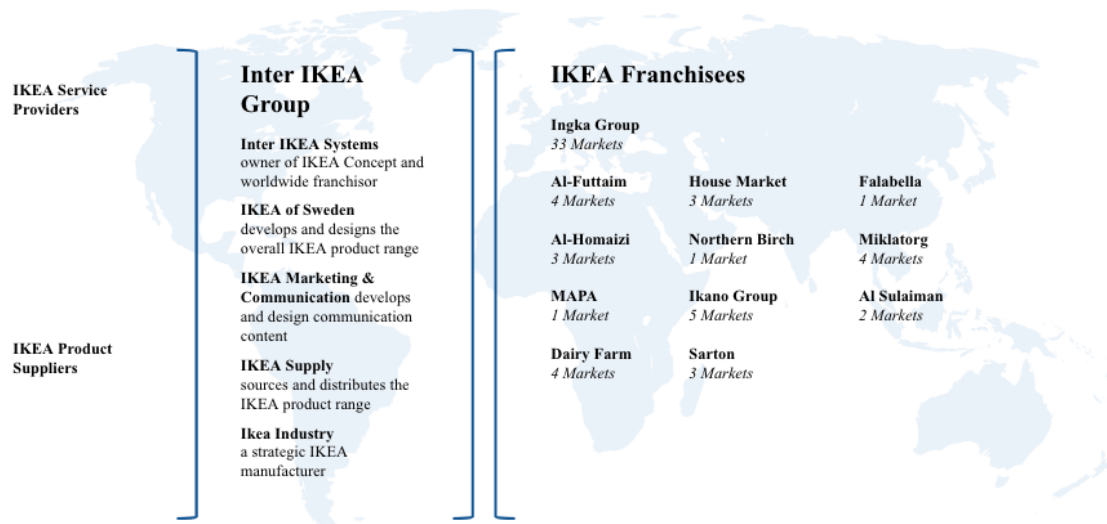 IKEA Service
Providers
IKEA Product
Suppliers
Inter IKEA
Group
Inter IKEA Systems
owner of IKEA Concept and
worldwide franchisor
IKEA of Sweden
develops and designs the
overall IKEA product range
IKEA Marketing &
Communication develops
and design communication
content
IKEA Supply
sources and distributes the
IKEA product range
Ikea Industry
a strategic IKEA
manufacturer
IKEA Franchisees
Ingka Group
33 Markets
Al-Futtaim
4 Markets
House Market
3 Markets
Falabella
1 Market
Al-Homaizi
3 Markets
Northern Birch
1 Market
Miklatorg
4 Markets
MAPA
1 Market
Ikano Group
5 Markets
Al Sulaiman
2 Markets
Dairy Farm
4 Markets
Sarton
3 Markets